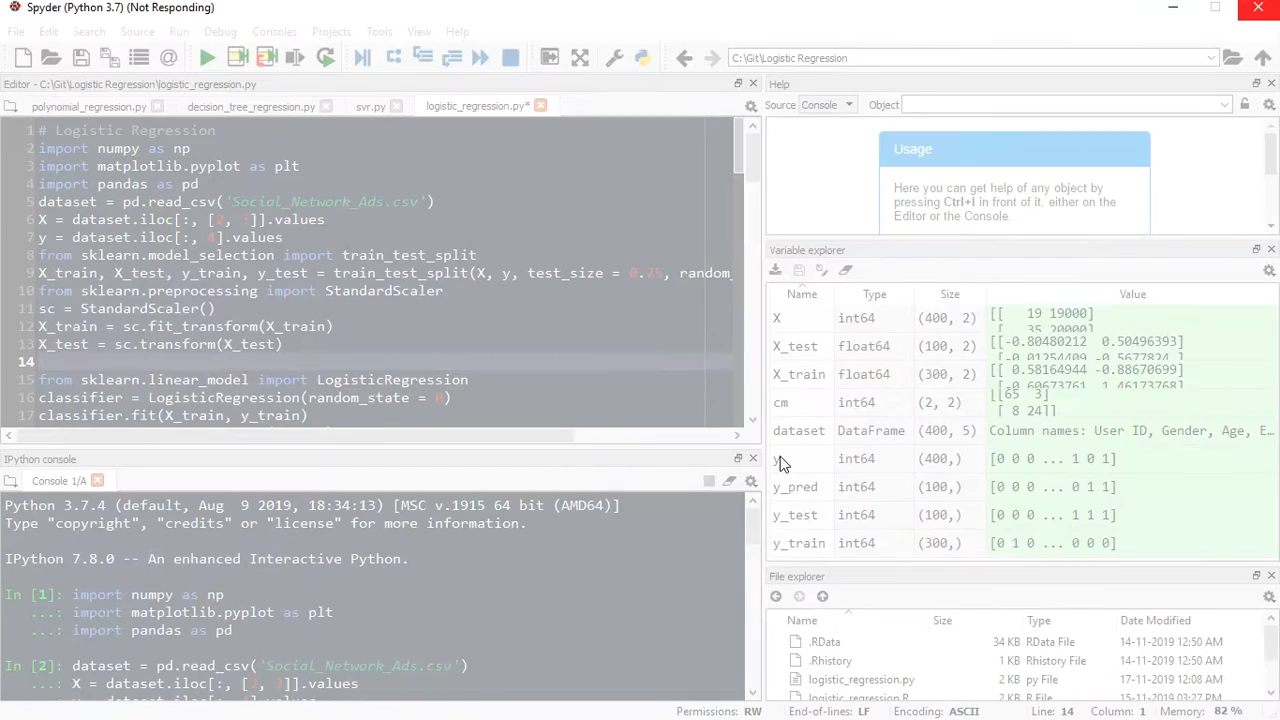 Spyder (Python 3.7) (Not Responding)
File Edit Search Source Run Debug Consoles Projects Tools View Help
C:\Git\Logistic Regression
Editor - C:\Git\Logistic Regression\logistic_regression.py
polynomial_regression.py decision_tree_regression.py svr.py logistic_regression.py*
1 # Logistic Regression
2 import numpy as np
3 import matplotlib.pyplot as plt
4 import pandas as pd
5 dataset = pd.read_csv('Social_Network_Ads.csv')
6 X = dataset.iloc[:, [2, 3]].values
7 y = dataset.iloc[:, 4].values
8 from sklearn.model_selection import train_test_split
9 X_train, X_test, y_train, y_test = train_test_split(X, y, test_size = 0.25, random_
10 from sklearn.preprocessing import StandardScaler
11 sc = StandardScaler()
12 X_train = sc.fit_transform(X_train)
13 X_test = sc.transform(X_test)
14
15 from sklearn.linear_model import LogisticRegression
16 classifier = LogisticRegression(random_state = 0)
17 classifier.fit(X_train, y_train)
IPython console
Console 1/A
Python 3.7.4 (default, Aug  9 2019, 18:34:13) [MSC v.1915 64 bit (AMD64)]
Type "copyright", "credits" or "license" for more information.
IPython 7.8.0 -- An enhanced Interactive Python.
In [1]: import numpy as np
...: import matplotlib.pyplot as plt
...: import pandas as pd
In [2]: dataset = pd.read_csv('Social_Network_Ads.csv')
...: X = dataset.iloc[:, [2, 3]].values
Help
Source Console Object
Usage
Here you can get help of any object by
pressing Ctrl+I in front of it, either on the
Editor or the Console.
Variable explorer
Name Type Size Value
X int64 (400, 2) [[ 19 19000]
[ 35 20000]
X_test float64 (100, 2) [[-0.80480212 0.50496393]
[-0.01254409 -0.5677824 ]
X_train float64 (300, 2) [[ 0.58164944 -0.88670699]
[-0.60673761 1.46173768]
cm int64 (2, 2) [[65 3]
[ 8 24]]
dataset DataFrame (400, 5) Column names: User ID, Gender, Age, E...
y int64 (400,) [0 0 0 ... 1 0 1]
y_pred int64 (100,) [0 0 0 ... 0 1 1]
y_test int64 (100,) [0 0 0 ... 1 1 1]
y_train int64 (300,) [0 1 0 ... 0 0 0]
File explorer
Name Size Type Date Modified
.RData 34 KB RData File 14-11-2019 12:50 AM
.Rhistory 1 KB Rhistory File 14-11-2019 12:50 AM
logistic_regression.py 2 KB py File 17-11-2019 12:08 AM
logistic_regression.R 2 KB R File 15-11-2019 03:27 PM
Permissions: RW End-of-lines: LF Encoding: ASCII Line: 14 Column: 1 Memory: 82 %